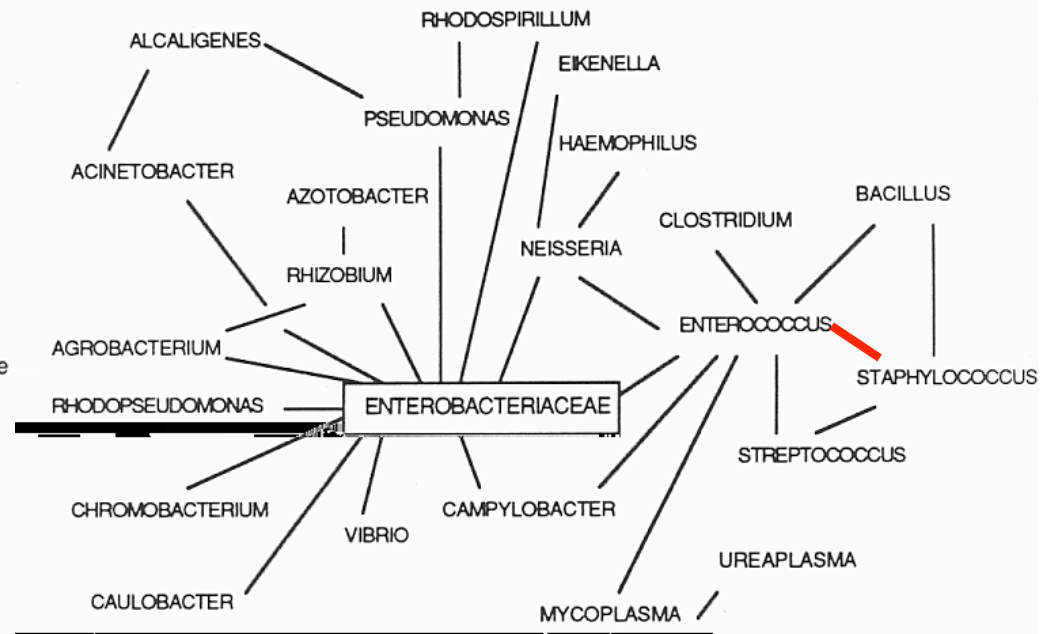 RHODOSPIRILLUM
ALCALIGENES
EIKENELLA
PSEUDOMONAS
HAEMOPHILUS
ACINETOBACTER
AZOTOBACTER
BACILLUS
CLOSTRIDIUM
NEISSERIA
RHIZOBIUM
ENTEROCOCCUS
AGROBACTERIUM
e
STAPHYLOCOCCUS
RHODOPSEUDOMONAS
ENTEROBACTERIACEAE
STREPTOCOCCUS
CHROMOBACTERIUM
CAMPYLOBACTER
VIBRIO
UREAPLASMA
CAULOBACTER
MYCOPLASMA